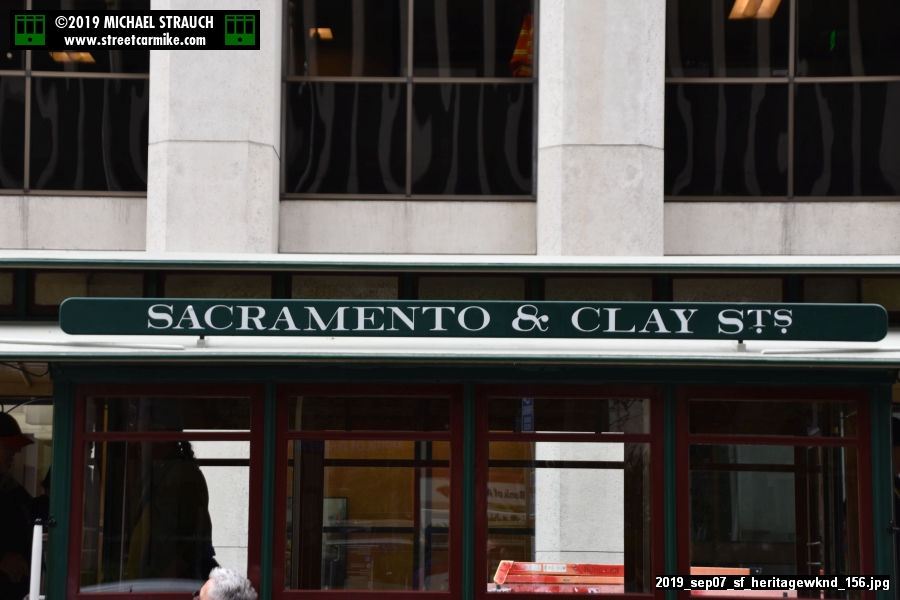 ©2019 MICHAEL STRAUCH
www.streetcarmike.com
SACRAMENTO & CLAY STS
2019_sep07_sf_heritagewknd_156.jpg